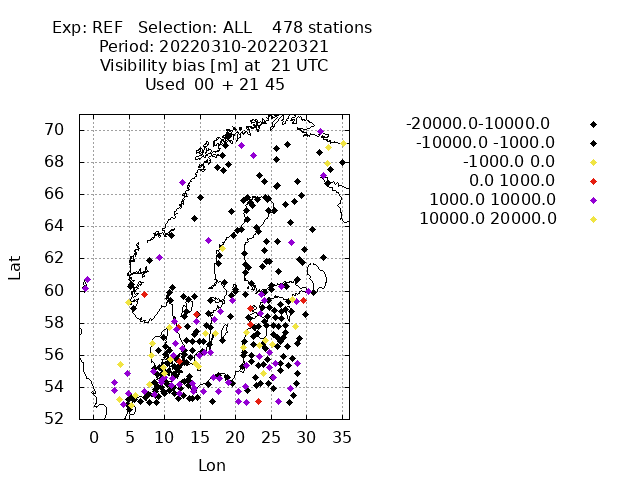 Exp: REF   Selection: ALL    478 stations
Period: 20220310-20220321
Visibility bias [m] at  21 UTC
Used  00 + 21 45
-20000.0-10000.0
-10000.0 -1000.0
-1000.0 0.0
0.0 1000.0
1000.0 10000.0
10000.0 20000.0
70
68
66
64
62
60
58
56
54
52
Lat
0 5 10 15 20 25 30 35
Lon